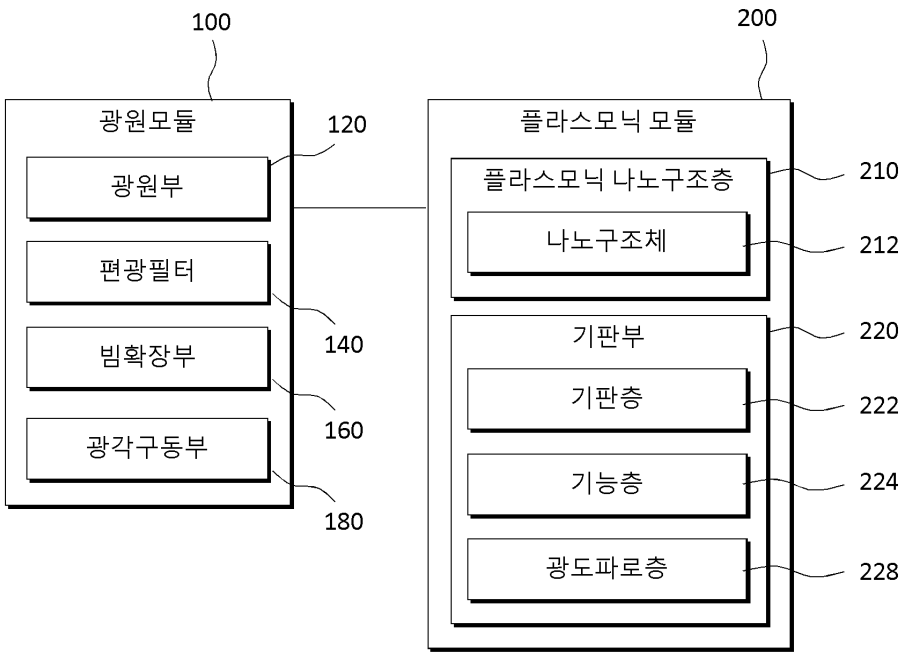 100
200
광원모듈
120
광원부
편광필터
140
빔확장부
160
광각구동부
180
플라스모닉 모듈
플라스모닉 나노구조층
210
나노구조체
212
기판부
220
기판층
222
기능층
224
광도파로층
228